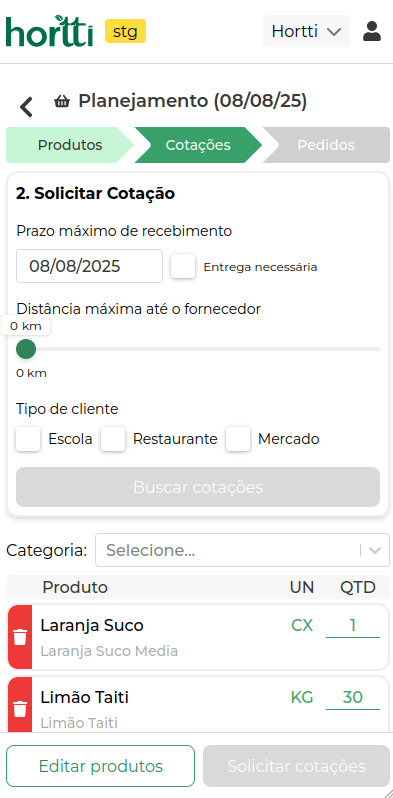 hortti stg Hortti
Planejamento (08/08/25)
Produtos Cotações Pedidos
2. Solicitar Cotação
Prazo máximo de recebimento
08/08/2025 Entrega necessária
Distância máxima até o fornecedor
0 km
0 km
Tipo de cliente
Escola Restaurante Mercado
Buscar cotações
Categoria: Selecione...
Produto UN QTD
Laranja Suco CX 1
Laranja Suco Media
Limão Taiti KG 30
Limão Taiti
Editar produtos Solicitar cotações